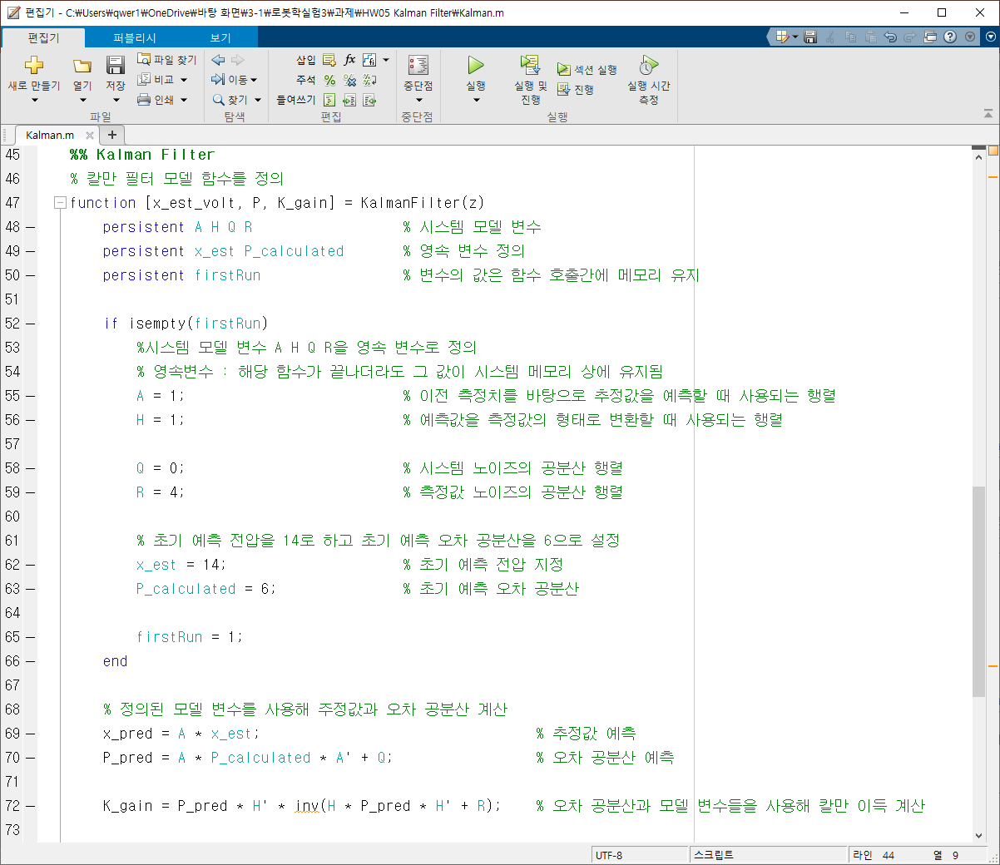 편집기 - C:₩Users₩qwer1₩OneDrive₩바탕 화면₩3-1₩로봇학실험3₩과제₩HW05 Kalman Filter₩Kalman.m
편집기 퍼블리시 보기
새로 만들기 열기 저장 파일 찾기 비교 인쇄
이동 찾기
삽입 fx
주석
들여쓰기
중단점
실행 실행 및 진행 섹션 실행 진행 실행 시간 측정
파일 탐색 편집 중단점 실행
Kalman.m
45 %% Kalman Filter
46 % 칼만 필터 모델 함수를 정의
47 function [x_est_volt, P, K_gain] = KalmanFilter(z)
48 persistent A H Q R % 시스템 모델 변수
49 persistent x_est P_calculated % 영속 변수 정의
50 persistent firstRun % 변수의 값은 함수 호출간에 메모리 유지
51
52 if isempty(firstRun)
53 %시스템 모델 변수 A H Q R을 영속 변수로 정의
54 % 영속변수 : 해당 함수가 끝나더라도 그 값이 시스템 메모리 상에 유지됨
55 A = 1; % 이전 측정치를 바탕으로 추정값을 예측할 때 사용되는 행렬
56 H = 1; % 예측값을 측정값의 형태로 변환할 때 사용되는 행렬
57
58 Q = 0; % 시스템 노이즈의 공분산 행렬
59 R = 4; % 측정값 노이즈의 공분산 행렬
60
61 % 초기 예측 전압을 14로 하고 초기 예측 오차 공분산을 6으로 설정
62 x_est = 14; % 초기 예측 전압 지정
63 P_calculated = 6; % 초기 예측 오차 공분산
64
65 firstRun = 1;
66 end
67
68 % 정의된 모델 변수를 사용해 추정값과 오차 공분산 계산
69 x_pred = A * x_est; % 추정값 예측
70 P_pred = A * P_calculated * A' + Q; % 오차 공분산 예측
71
72 K_gain = P_pred * H' * inv(H * P_pred * H' + R); % 오차 공분산과 모델 변수들을 사용해 칼만 이득 계산
73
UTF-8 스크립트 라인 44 열 9